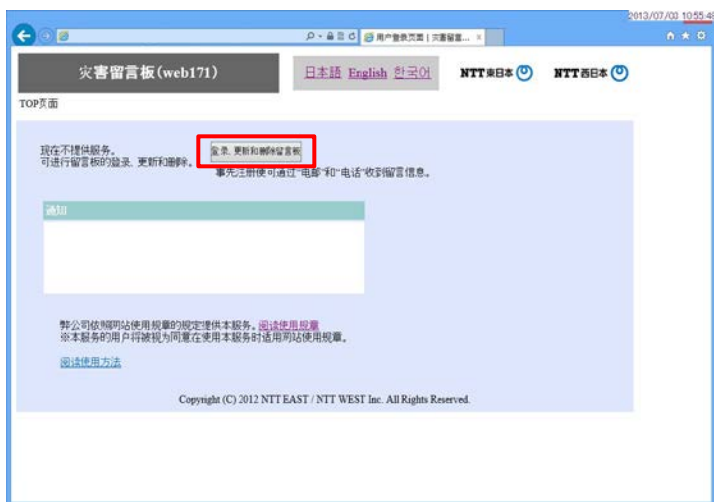 2013/07/03 10:55:4
用户登录页面 | 灾害留言... ×
灾害留言板(web171)
日本語 English 한국어
NTT東日本
NTT西日本
TOP页面
现在不提供服务。
可进行留言板的登录、更新和删除。
登录、更新和删除留言板
事先注册便可通过"电邮"和"电话"收到留言信息。
通知
弊公司依照网站使用规章的规定提供本服务。阅读使用规章
※本服务的用户将被视为同意在使用本服务时适用网站使用规章。
阅读使用方法
Copyright (C) 2012 NTT EAST / NTT WEST Inc. All Rights Reserved.